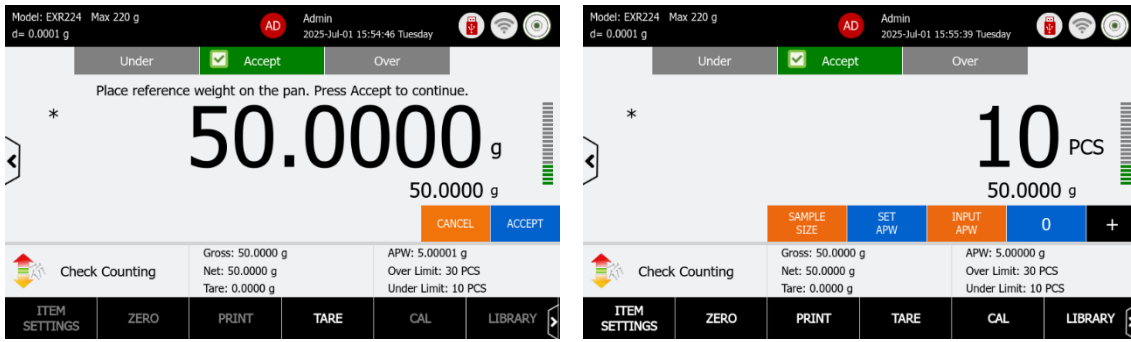 Model: EXR224 Max 220 g
d= 0.0001 g
AD
Admin
2025-Jul-01 15:54:46 Tuesday
Under
Accept
Over
Place reference weight on the pan. Press Accept to continue.
*
50.0000 g
50.0000 g
CANCEL
ACCEPT
Check Counting
Gross: 50.0000 g
Net: 50.0000 g
Tare: 0.0000 g
APW: 5.00001 g
Over Limit: 30 PCS
Under Limit: 10 PCS
ITEM
SETTINGS
ZERO
PRINT
TARE
CAL
LIBRARY
Model: EXR224 Max 220 g
d= 0.0001 g
AD
Admin
2025-Jul-01 15:55:39 Tuesday
Under
Accept
Over
*
10 PCS
50.0000 g
SAMPLE
SIZE
SET
APW
INPUT
APW
0
+
Check Counting
Gross: 50.0000 g
Net: 50.0000 g
Tare: 0.0000 g
APW: 5.00000 g
Over Limit: 30 PCS
Under Limit: 10 PCS
ITEM
SETTINGS
ZERO
PRINT
TARE
CAL
LIBRARY